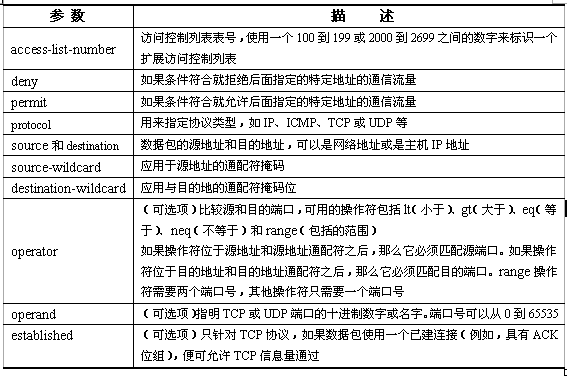 参 数 描 述
access-list-number 访问控制列表表号，使用一个 100 到 199 或 2000 到 2699 之间的数字来标识一个
扩展访问控制列表
deny 如果条件符合就拒绝后面指定的特定地址的通信流量
permit 如果条件符合就允许后面指定的特定地址的通信流量
protocol 用来指定协议类型，如 IP、ICMP、TCP 或 UDP 等
source 和 destination 数据包的源地址和目的地址，可以是网络地址或是主机 IP 地址
source-wildcard 应用于源地址的通配符掩码
destination-wildcard 应用与目的地的通配符掩码位
operator （可选项）比较源和目的端口，可用的操作符包括 lt（小于）、gt（大于）、eq（等
于）、neq（不等于）和 range（包括的范围）
如果操作符位于源地址和源地址通配符之后，那么它必须匹配源端口。如果操作
符位于目的地址和目的地址通配符之后，那么它必须匹配目的端口。range 操作
符需要两个端口号，其他操作符只需要一个端口号
operand （可选项）指明 TCP 或 UDP 端口的十进制数字或名字。端口号可以从 0 到 65535
established （可选项）只针对 TCP 协议，如果数据包使用一个已建连接（例如，具有 ACK
位组），便可允许 TCP 信息量通过